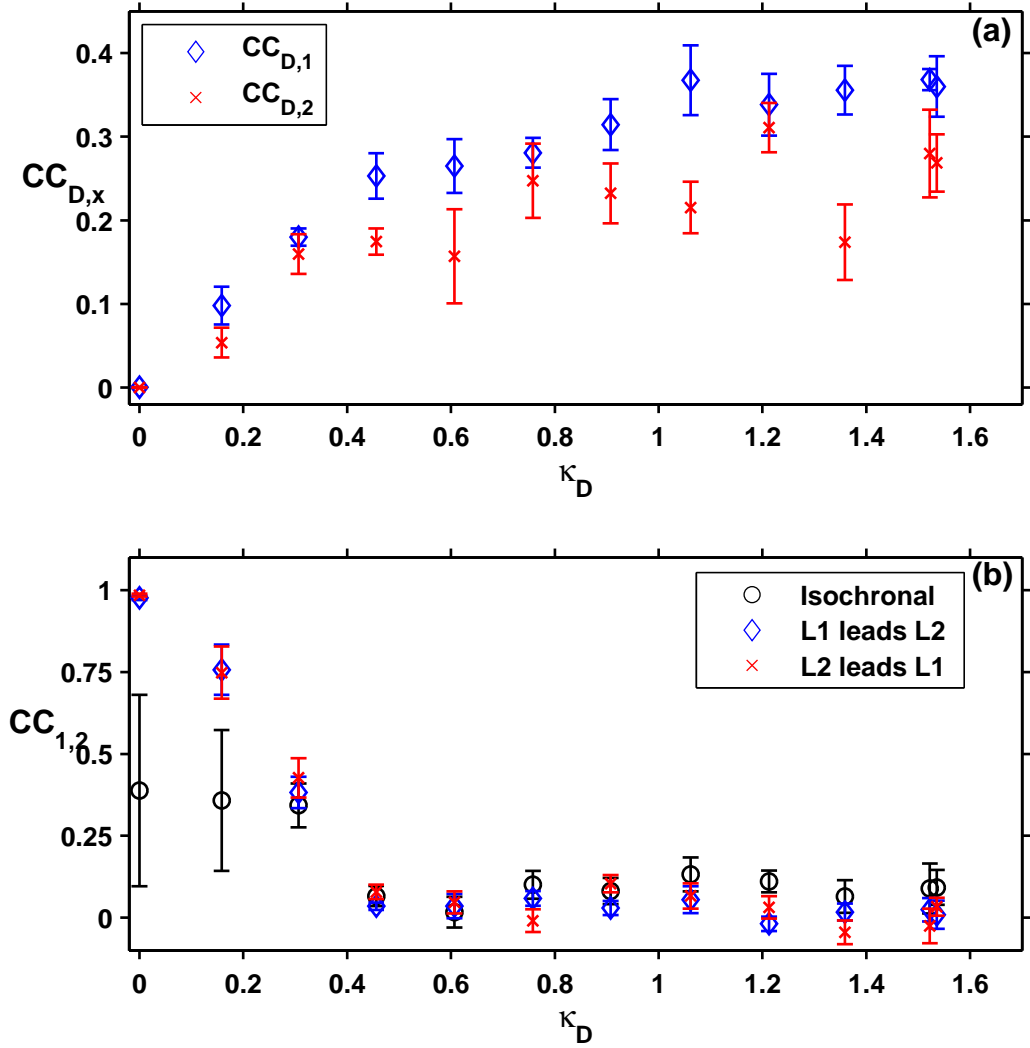 (a)
CC_D,1
CC_D,2
0.4
0.3
0.2
0.1
0
CC_D,x
0 0.2 0.4 0.6 0.8 1 1.2 1.4 1.6
κ_D
(b)
Isochronal
L1 leads L2
L2 leads L1
1
0.75
0.5
0.25
0
CC_1,2
0 0.2 0.4 0.6 0.8 1 1.2 1.4 1.6
κ_D